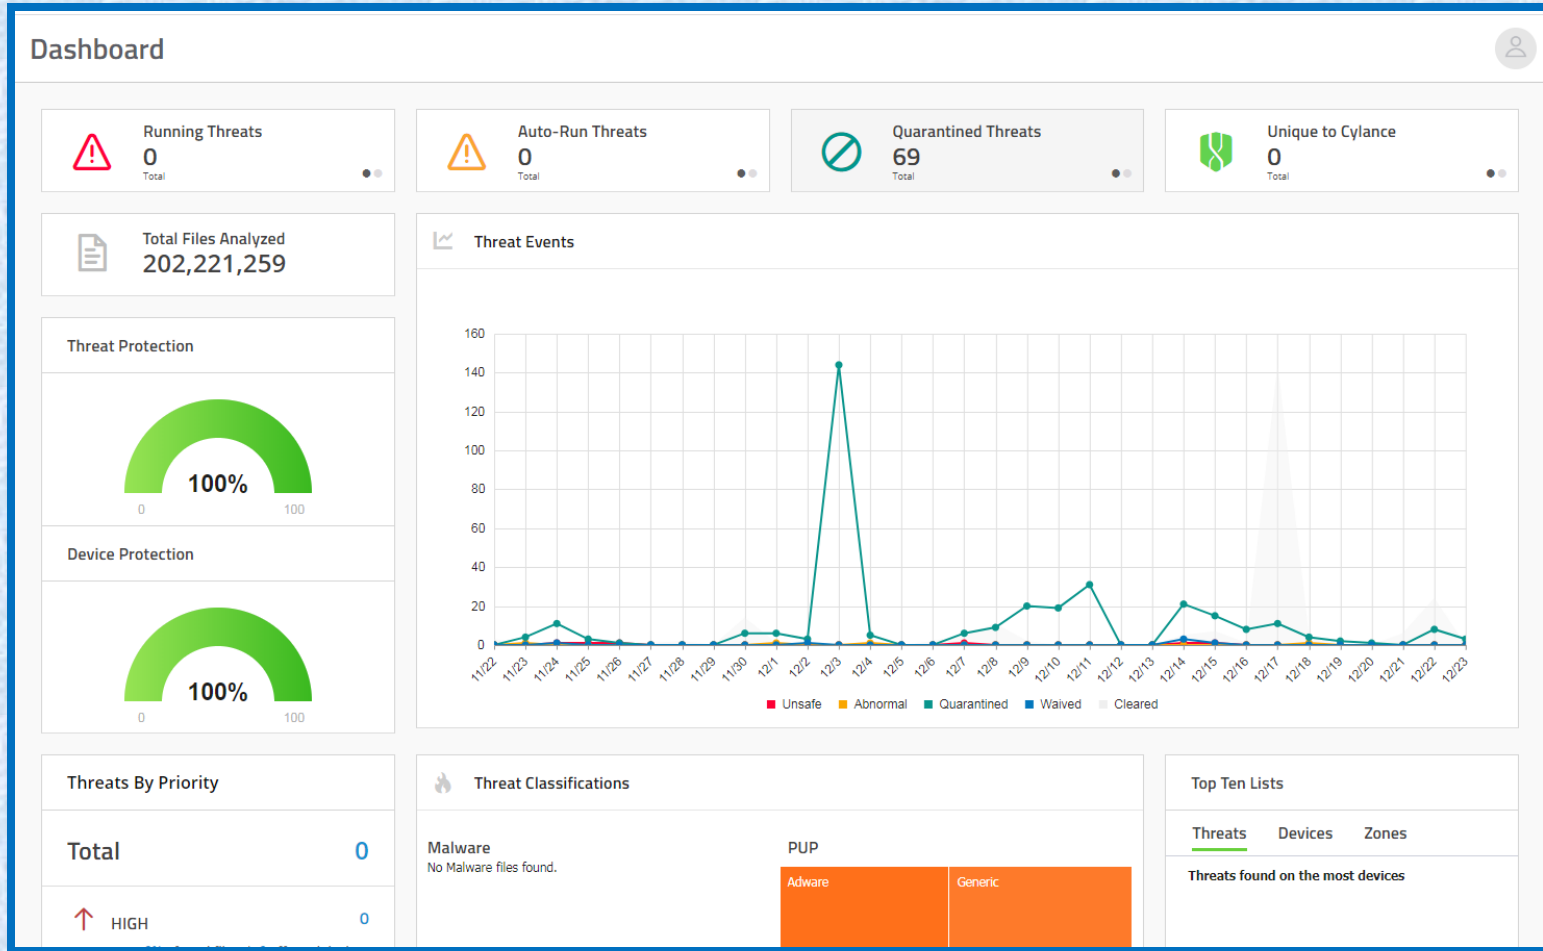 Dashboard
Running Threats
0
Total
Auto-Run Threats
0
Total
Quarantined Threats
69
Total
Unique to Cylance
0
Total
Total Files Analyzed
202,221,259
Threat Protection
100%
0 100
Device Protection
100%
0 100
Threat Events
160
140
120
100
80
60
40
20
0
11/22 11/23 11/24 11/25 11/26 11/27 11/28 11/29 11/30 12/1 12/2 12/3 12/4 12/5 12/6 12/7 12/8 12/9 12/10 12/11 12/12 12/13 12/14 12/15 12/16 12/17 12/18 12/19 12/20 12/21 12/22 12/23
Unsafe Abnormal Quarantined Waived Cleared
Threats By Priority
Total 0
HIGH 0
Threat Classifications
Malware
No Malware files found.
PUP
Adware Generic
Top Ten Lists
Threats Devices Zones
Threats found on the most devices